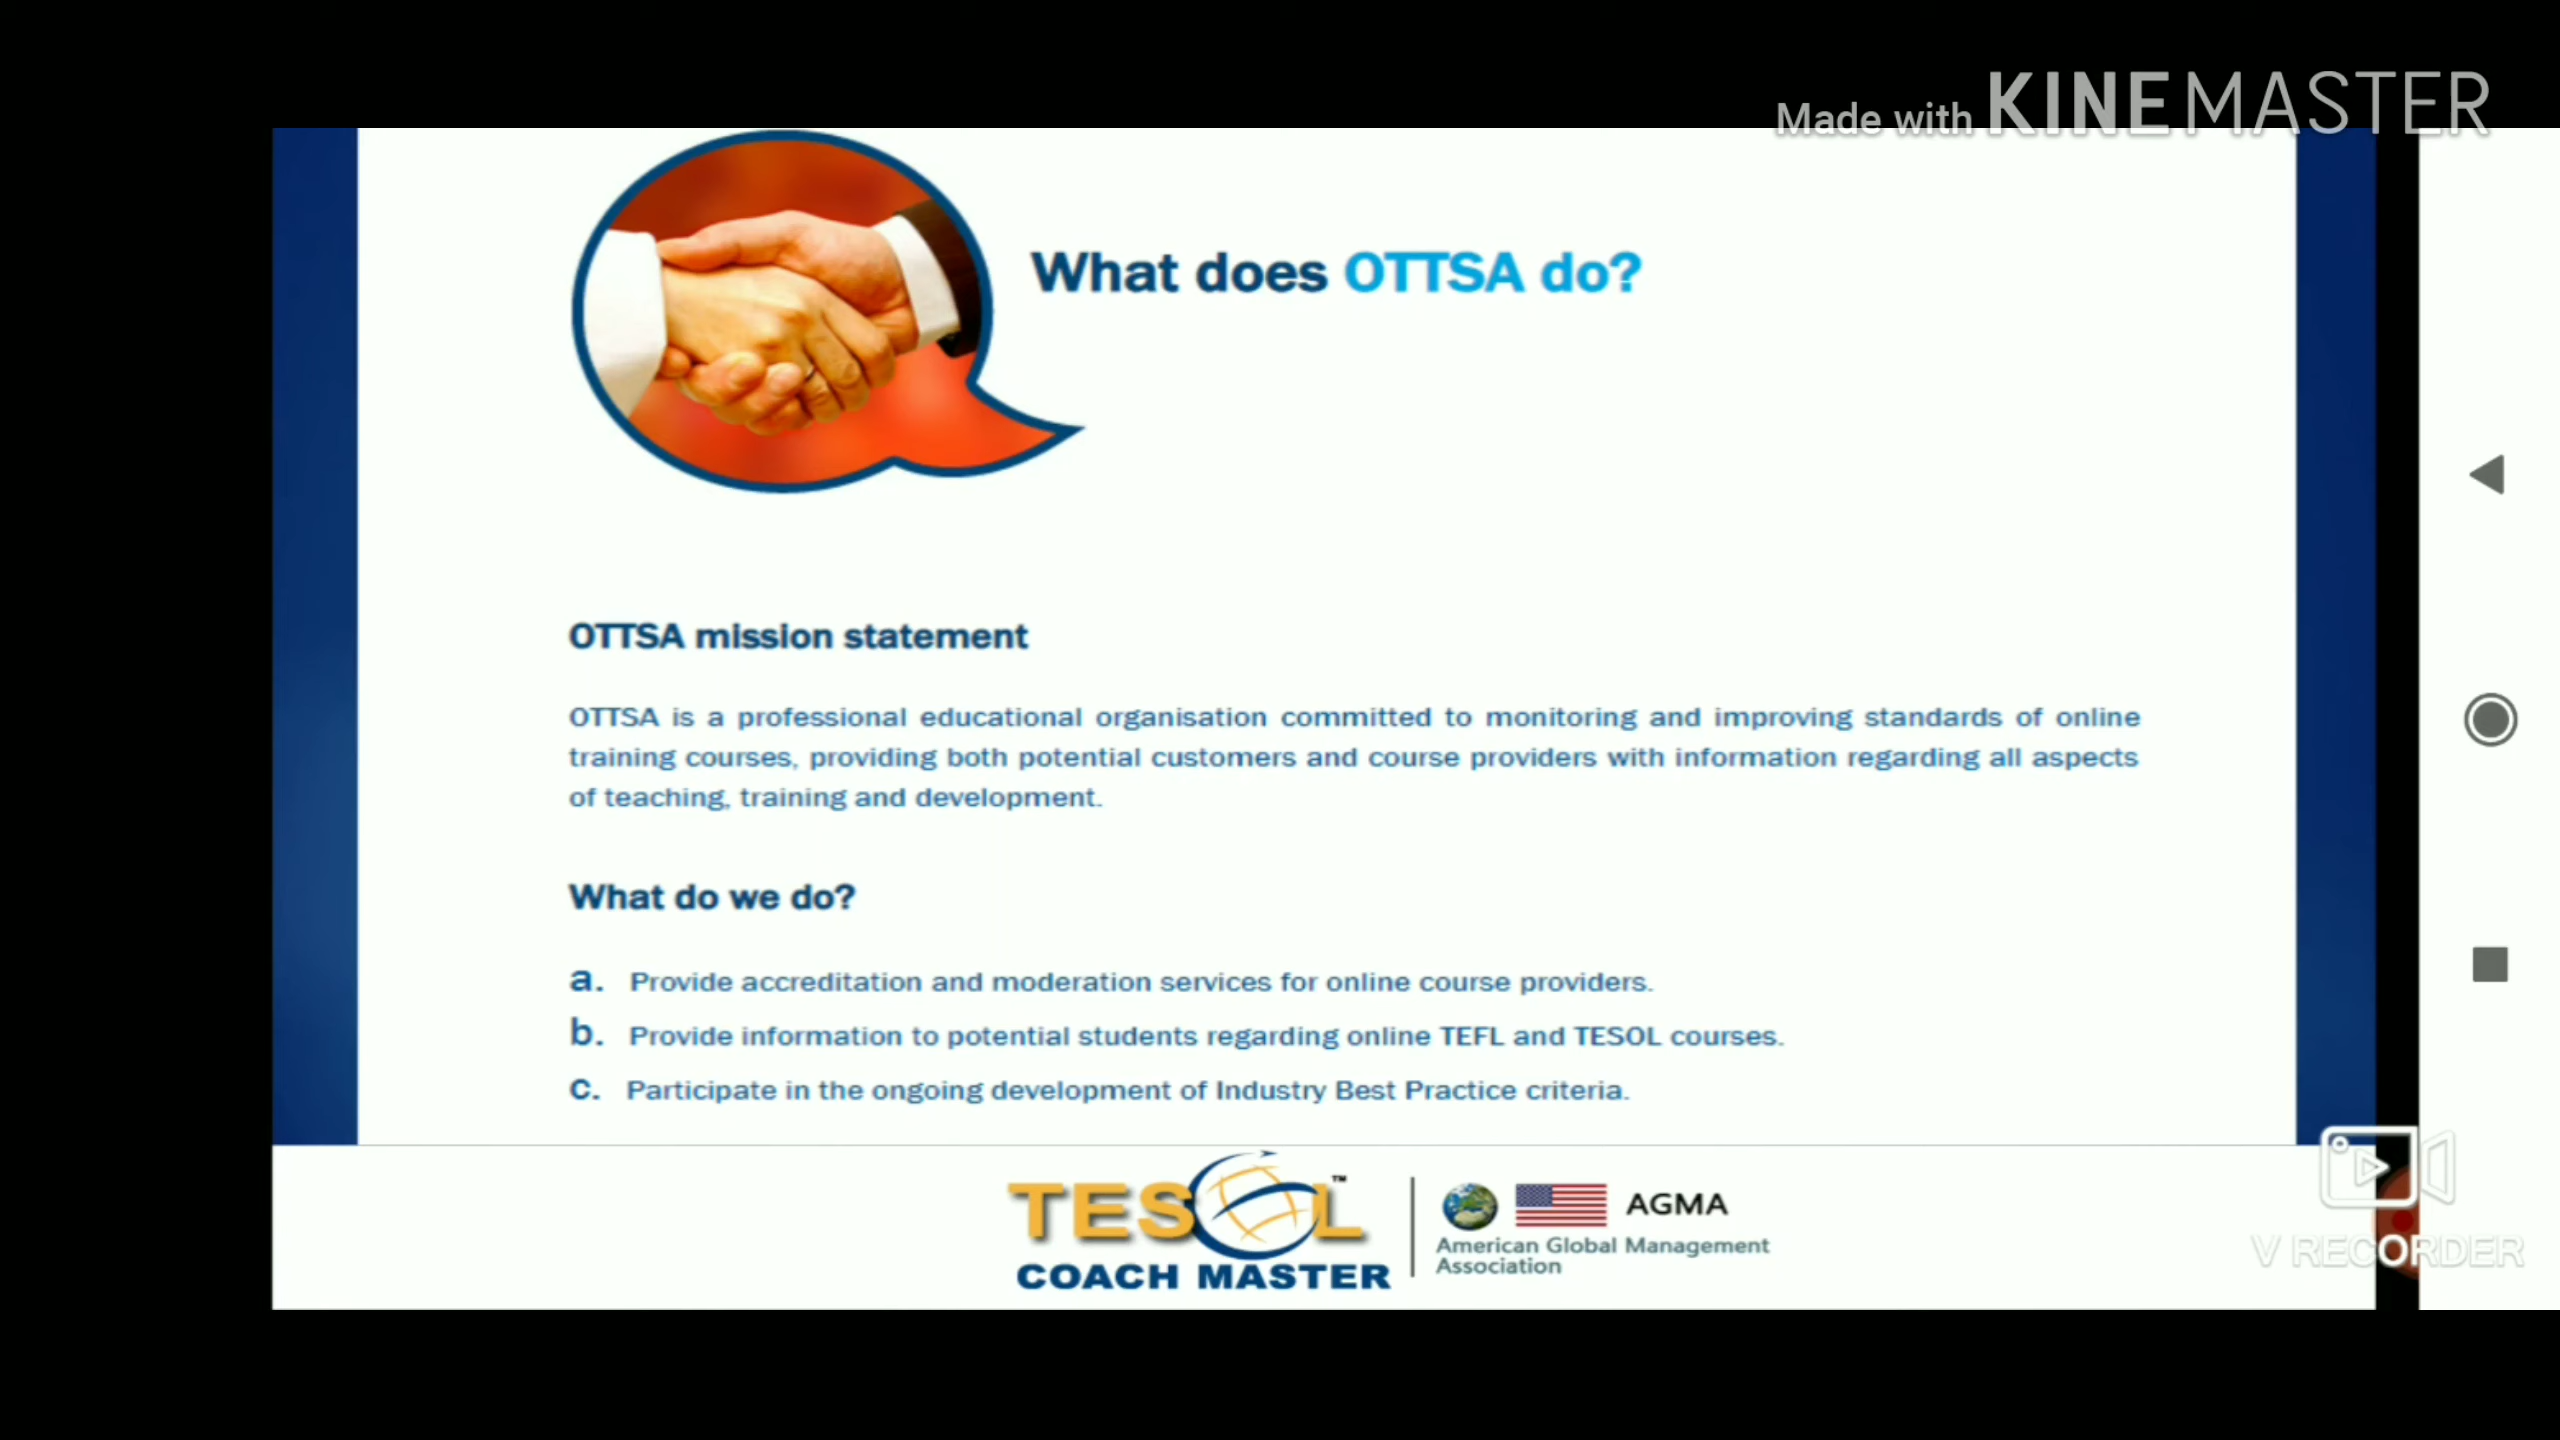 Made with KINEMASTER
What does OTTSA do?
OTTSA mission statement
OTTSA is a professional educational organisation committed to monitoring and improving standards of online
training courses, providing both potential customers and course providers with information regarding all aspects
of teaching, training and development.
What do we do?
a. Provide accreditation and moderation services for online course providers.
b. Provide information to potential students regarding online TEFL and TESOL courses.
c. Participate in the ongoing development of Industry Best Practice criteria.
TESOL™
COACH MASTER
AGMA
American Global Management
Association
V RECORDER